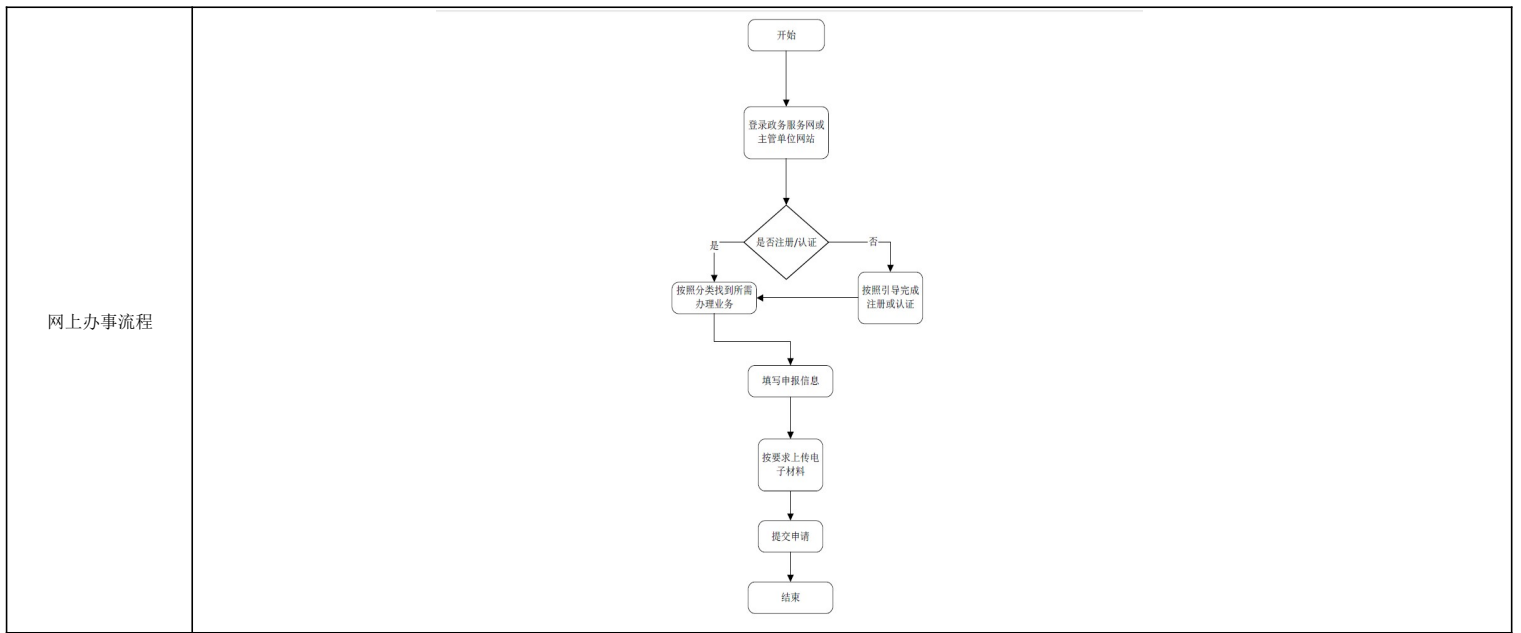 网上办事流程
开始
登录政务服务网或
主管单位网站
是否注册/认证
是
否
按照分类找到所需
办理业务
按照引导完成
注册或认证
填写申报信息
按要求上传电
子材料
提交申请
结束